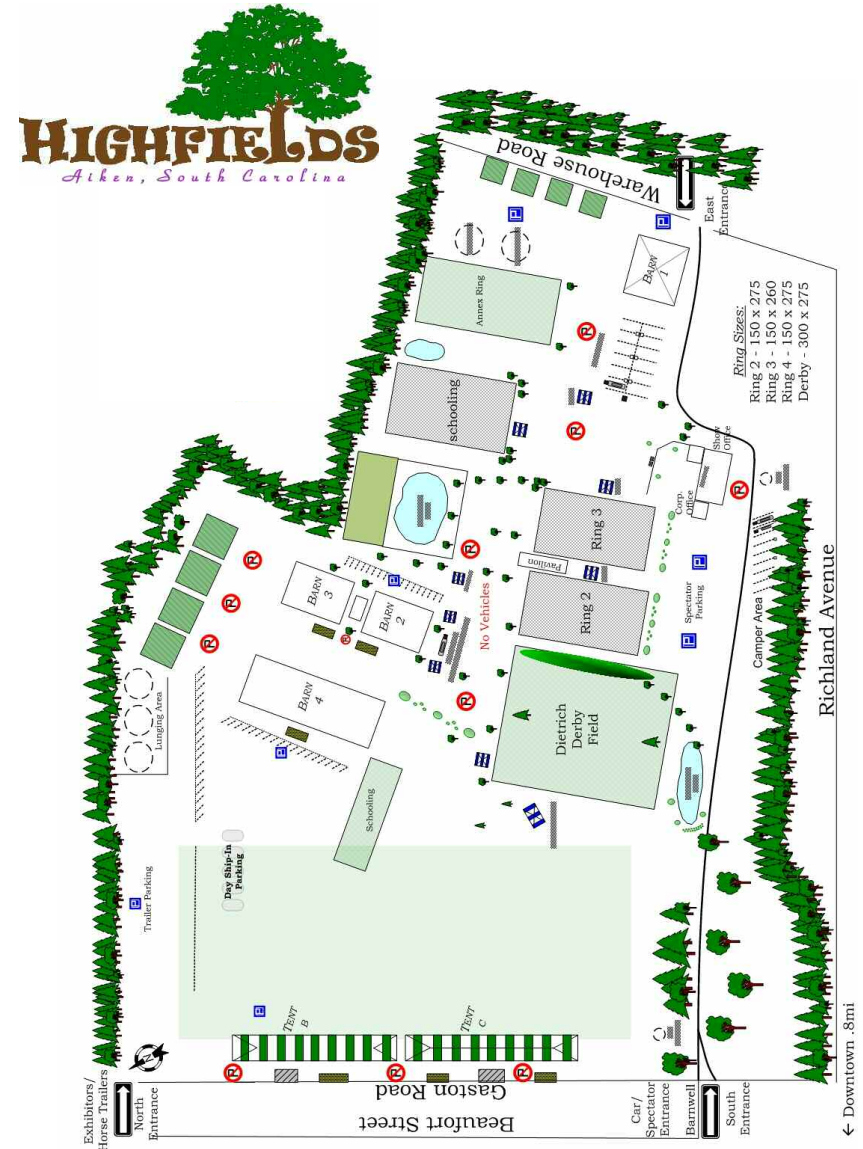 HIGHFIELDS
Aiken, South Carolina
Warehouse Road
East
Entrance
BARN
1
Annex Ring
Ring Sizes:
Ring 2 - 150 x 275
Ring 3 - 150 x 260
Ring 4 - 150 x 275
Derby - 300 x 275
schooling
Show
Office
Corp.
Office
Ring 3
Pavilion
Ring 2
No Vehicles
BARN
3
BARN
2
BARN
4
Spectator
Parking
Camper Area
Richland Avenue
Lunging Area
Dietrich
Derby
Field
Schooling
Day Ship-In
Parking
Trailer Parking
TENT
B
TENT
C
Gaston Road
Beaufort Street
Exhibitors/
Horse Trailers
North
Entrance
Car/
Spectator
Entrance
Barnwell
South
Entrance
← Downtown .8mi
P
P
P
P
P
P
P
P
N